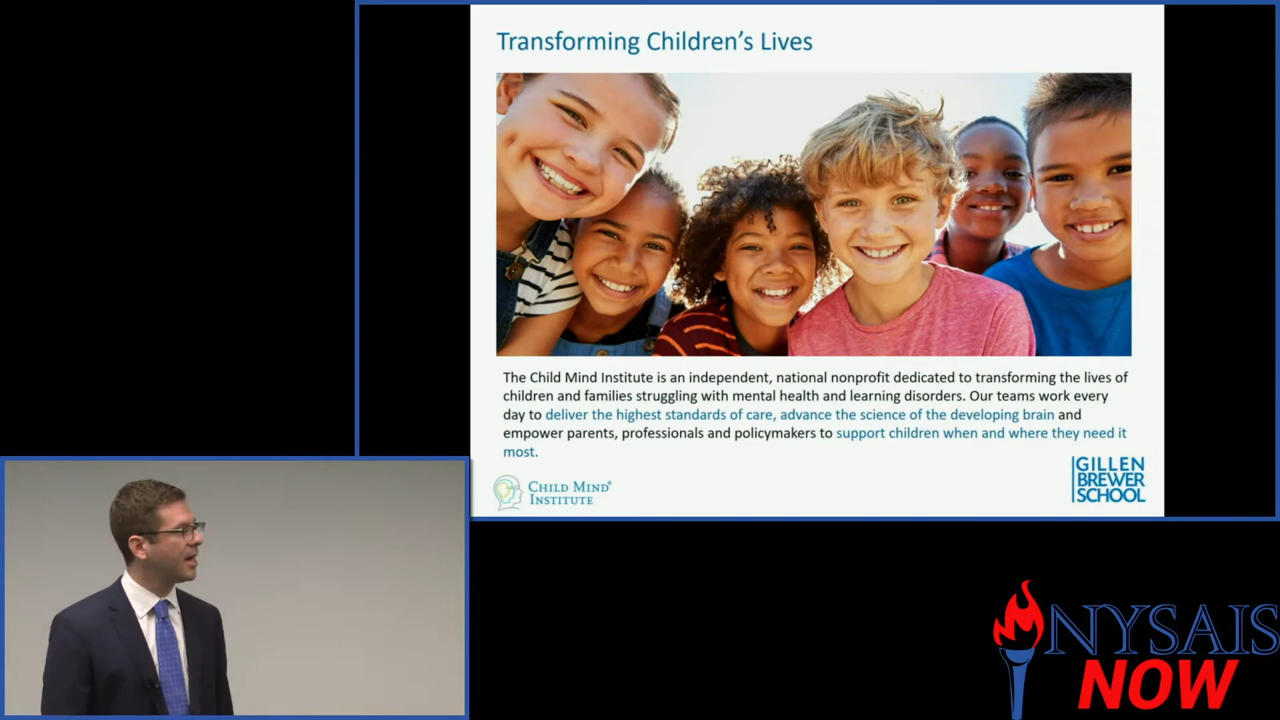 Transforming Children's Lives
The Child Mind Institute is an independent, national nonprofit dedicated to transforming the lives of
children and families struggling with mental health and learning disorders. Our teams work every
day to deliver the highest standards of care, advance the science of the developing brain and
empower parents, professionals and policymakers to support children when and where they need it
most.
CHILD MIND®
INSTITUTE
GILLEN
BREWER
SCHOOL
NYSAIS
NOW